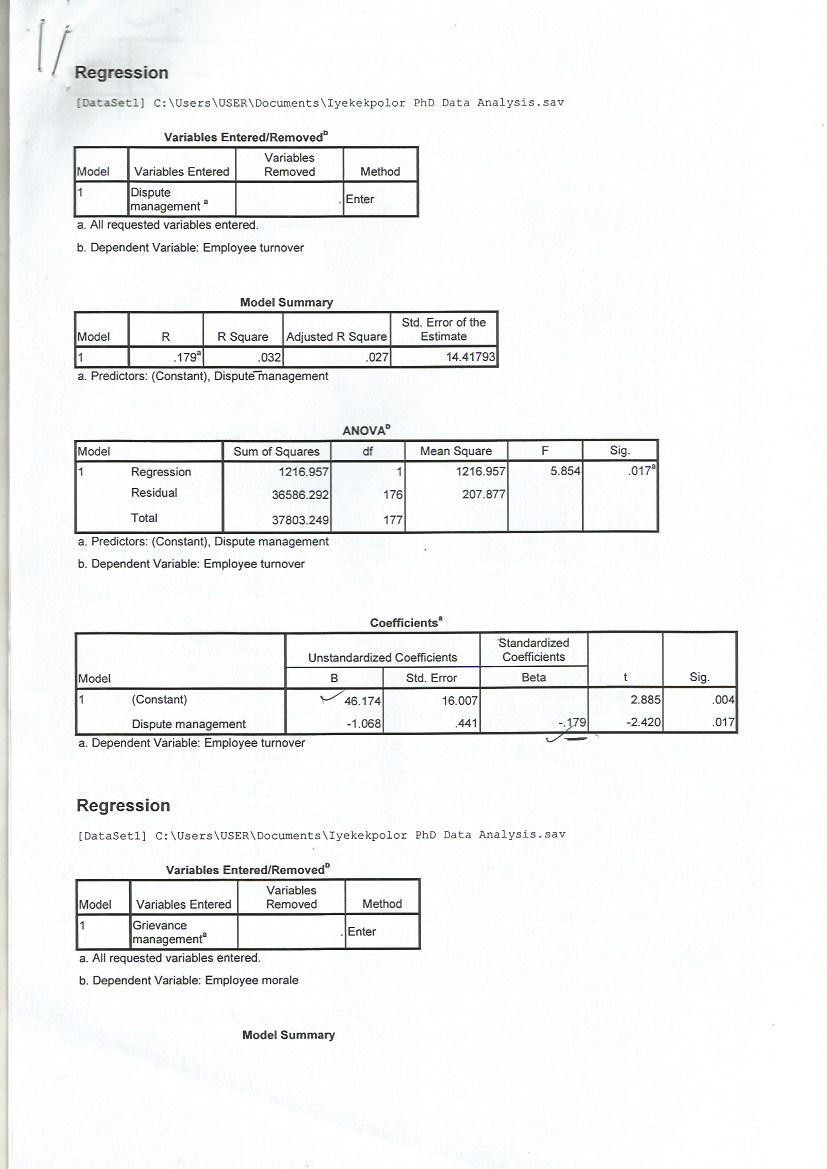 Regression
[DataSet1] C:\Users\USER\Documents\Iyekekpolor PhD Data Analysis.sav
Variables Entered/Removedb
Model Variables Entered Variables Removed Method
1 Dispute management a . Enter
a. All requested variables entered.
b. Dependent Variable: Employee turnover
Model Summary
Model R R Square Adjusted R Square Std. Error of the Estimate
1 .179a .032 .027 14.41793
a. Predictors: (Constant), Dispute management
ANOVAb
Model Sum of Squares df Mean Square F Sig.
1 Regression 1216.957 1 1216.957 5.854 .017a
Residual 36586.292 176 207.877
Total 37803.249 177
a. Predictors: (Constant), Dispute management
b. Dependent Variable: Employee turnover
Coefficientsa
Model Unstandardized Coefficients Standardized Coefficients t Sig.
B Std. Error Beta
1 (Constant) 46.174 16.007 2.885 .004
Dispute management -1.068 .441 -.179 -2.420 .017
a. Dependent Variable: Employee turnover
Regression
[DataSet1] C:\Users\USER\Documents\Iyekekpolor PhD Data Analysis.sav
Variables Entered/Removedb
Model Variables Entered Variables Removed Method
1 Grievance managementa . Enter
a. All requested variables entered.
b. Dependent Variable: Employee morale
Model Summary